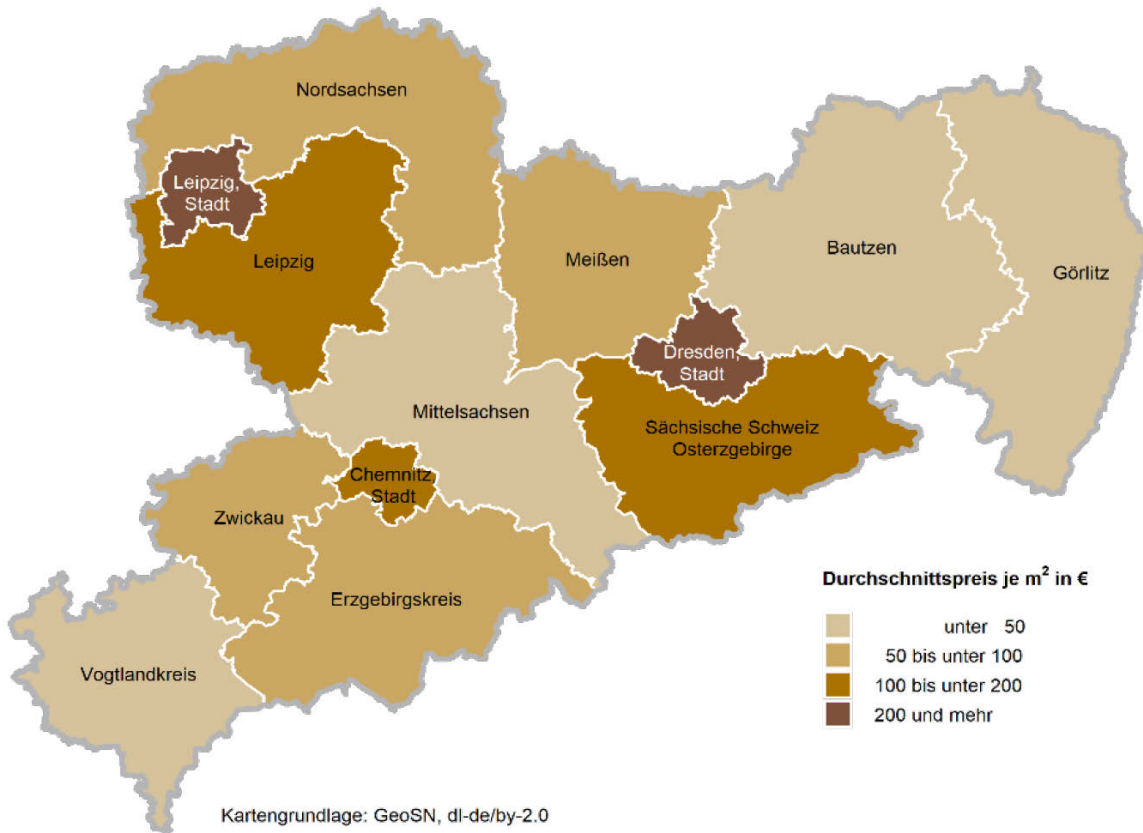 Nordsachsen
Leipzig,
Stadt
Leipzig
Meißen
Bautzen
Görlitz
Dresden,
Stadt
Mittelsachsen
Sächsische Schweiz
Osterzgebirge
Chemnitz,
Stadt
Zwickau
Erzgebirgskreis
Vogtlandkreis
Durchschnittspreis je m² in €
unter 50
50 bis unter 100
100 bis unter 200
200 und mehr
Kartengrundlage: GeoSN, dl-de/by-2.0